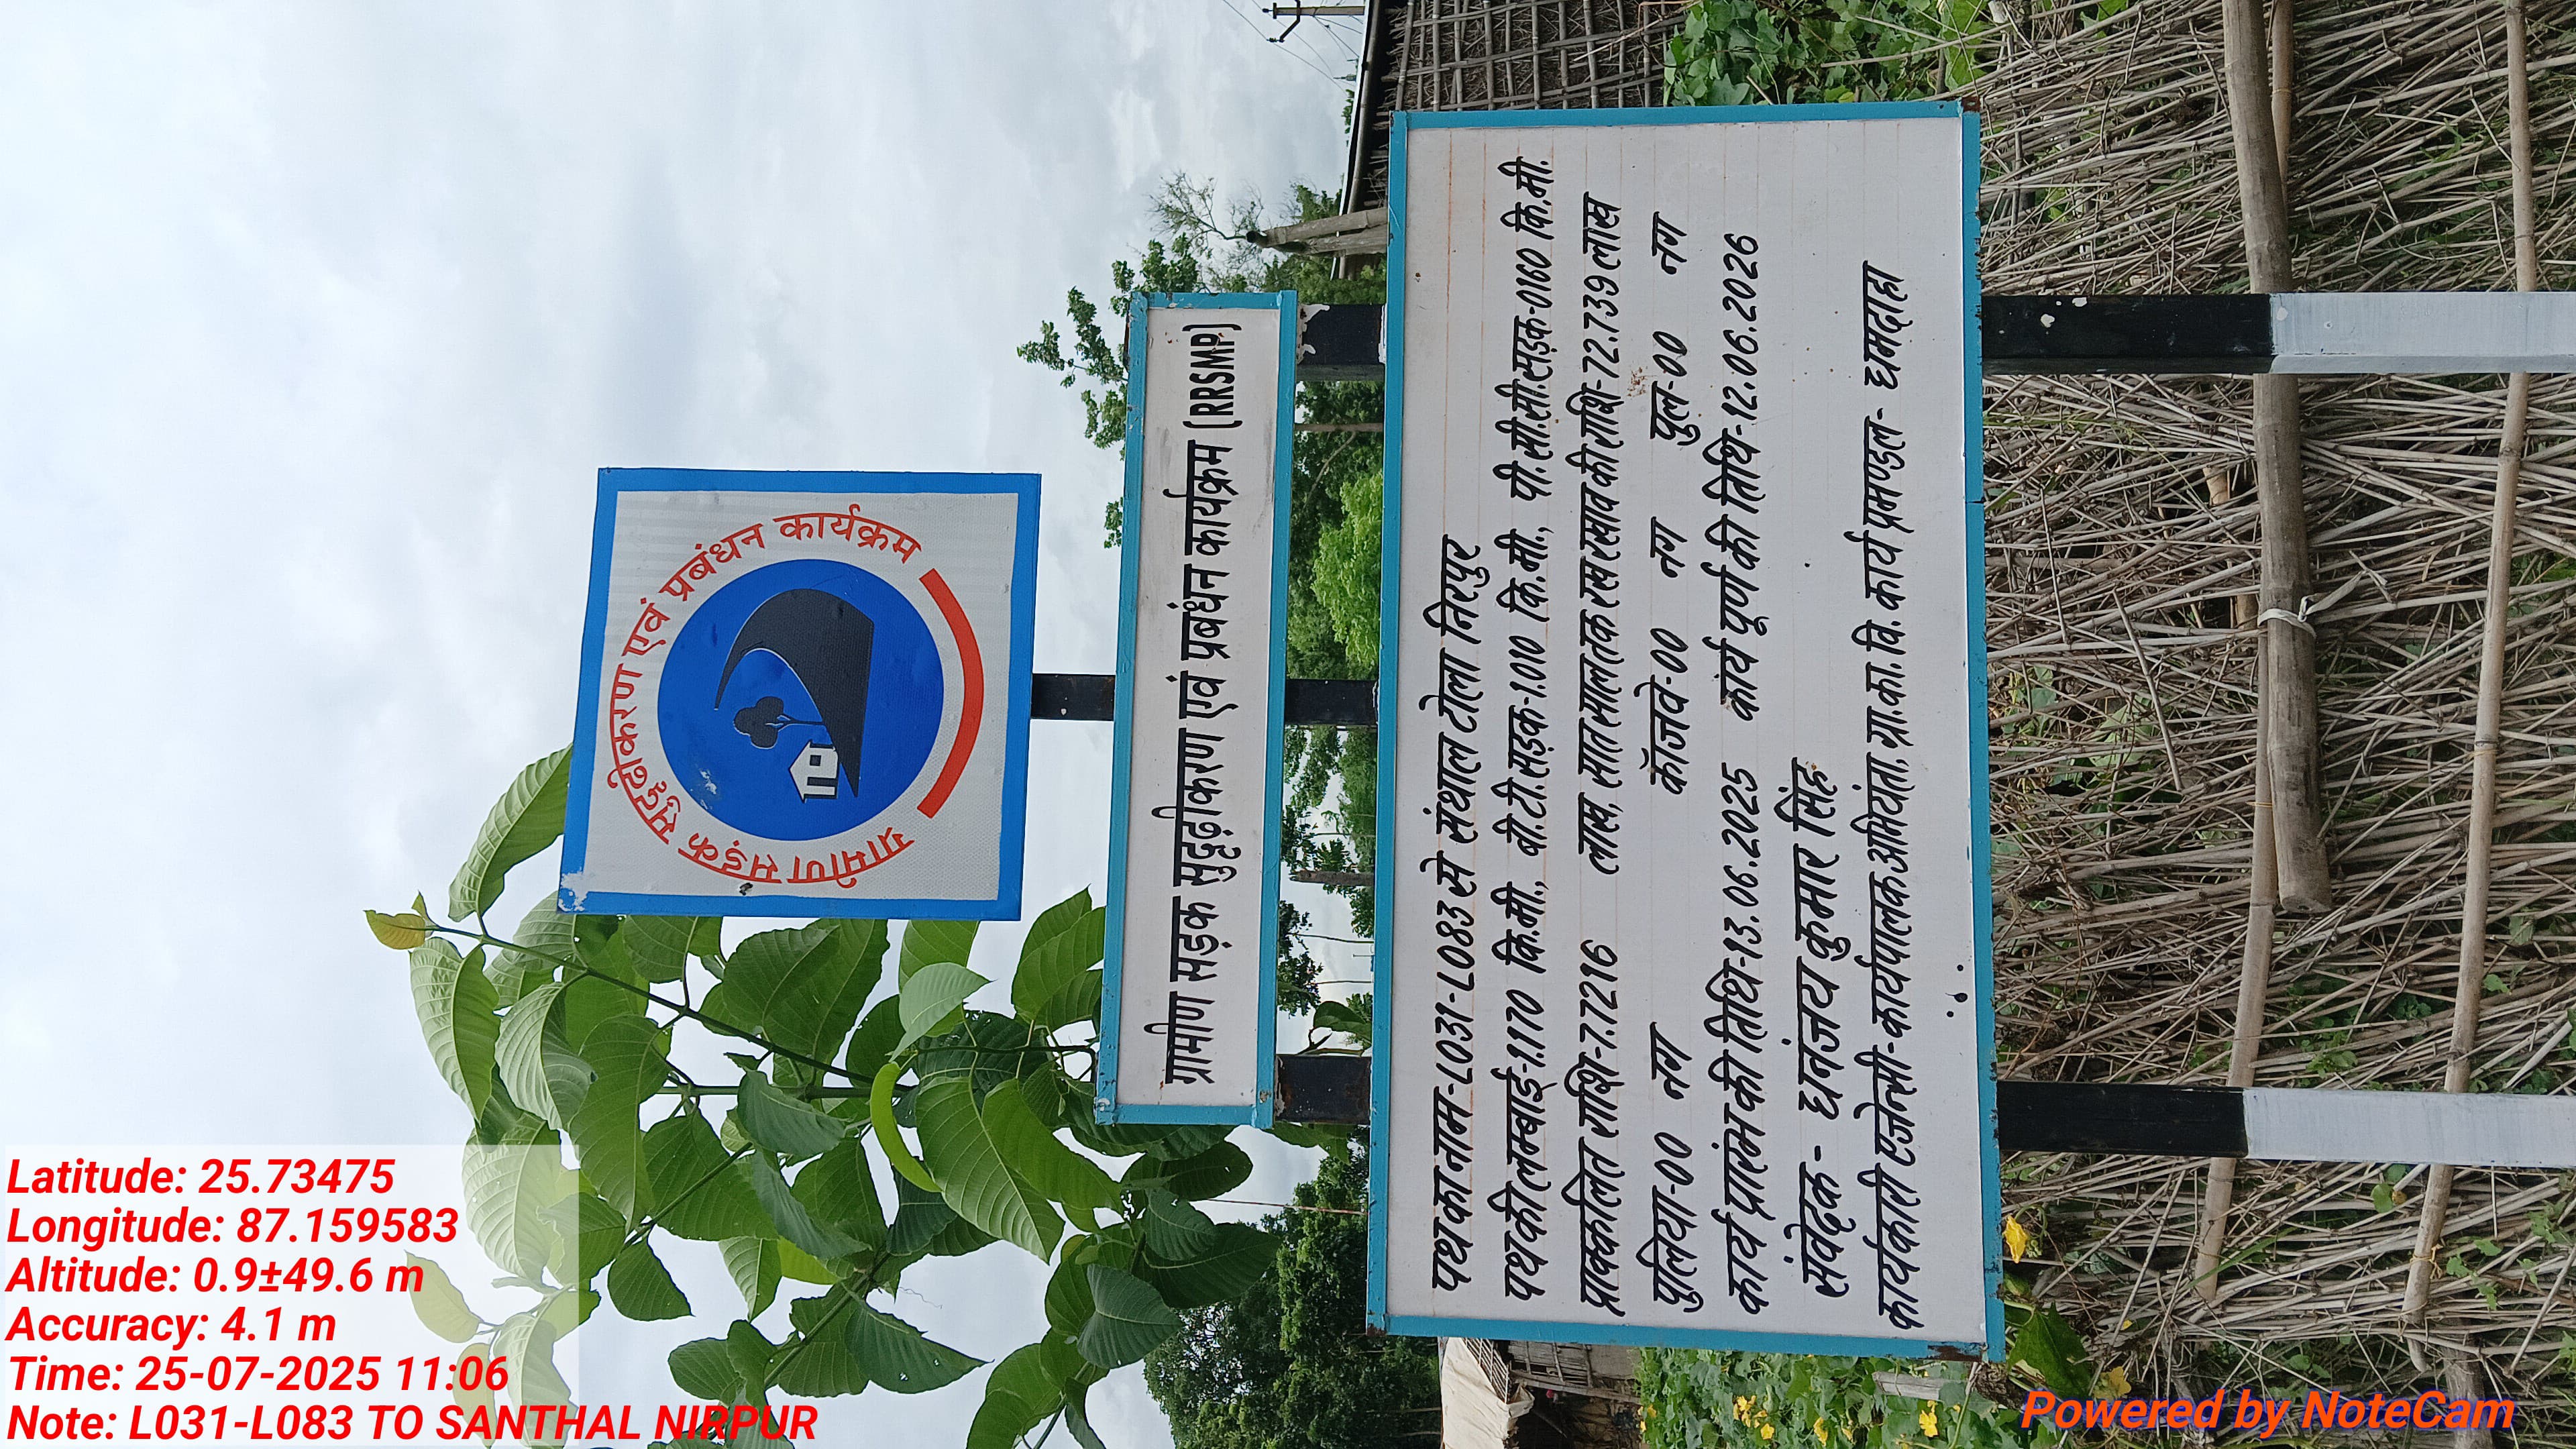 ग्रामीण सड़क सुदृढ़ीकरण एवं प्रबंधन कार्यक्रम
ग्रामीण सड़क सुदृढ़ीकरण एवं प्रबंधन कार्यक्रम (RRSMP)
पथ का नाम-L031-L083 से संथाल टोला निरपुर
पथ की लम्बाई-1.170 कि.मी., बी.टी.सड़क-1.010 कि.मी., पी.सी.सी.सड़क-0.160 कि.मी.
प्राक्कलित राशि-7.7216 लाख, सात साल तक रख रखाव की राशि-72.739 लाख
पुलिया-00 नग कॉजवे-00 नग पुल-00 नग
कार्य प्रारंभ की तिथि-13.06.2025 कार्य पूर्ण की तिथि-12.06.2026
संवेदक- धनंजय कुमार सिंह
कार्यकारी एजेन्सी-कार्यपालक अभियंता, ग्रा.का.वि. कार्य प्रमण्डल- धमदाहा
Latitude: 25.73475
Longitude: 87.159583
Altitude: 0.9±49.6 m
Accuracy: 4.1 m
Time: 25-07-2025 11:06
Note: L031-L083 TO SANTHAL NIRPUR
Powered by NoteCam